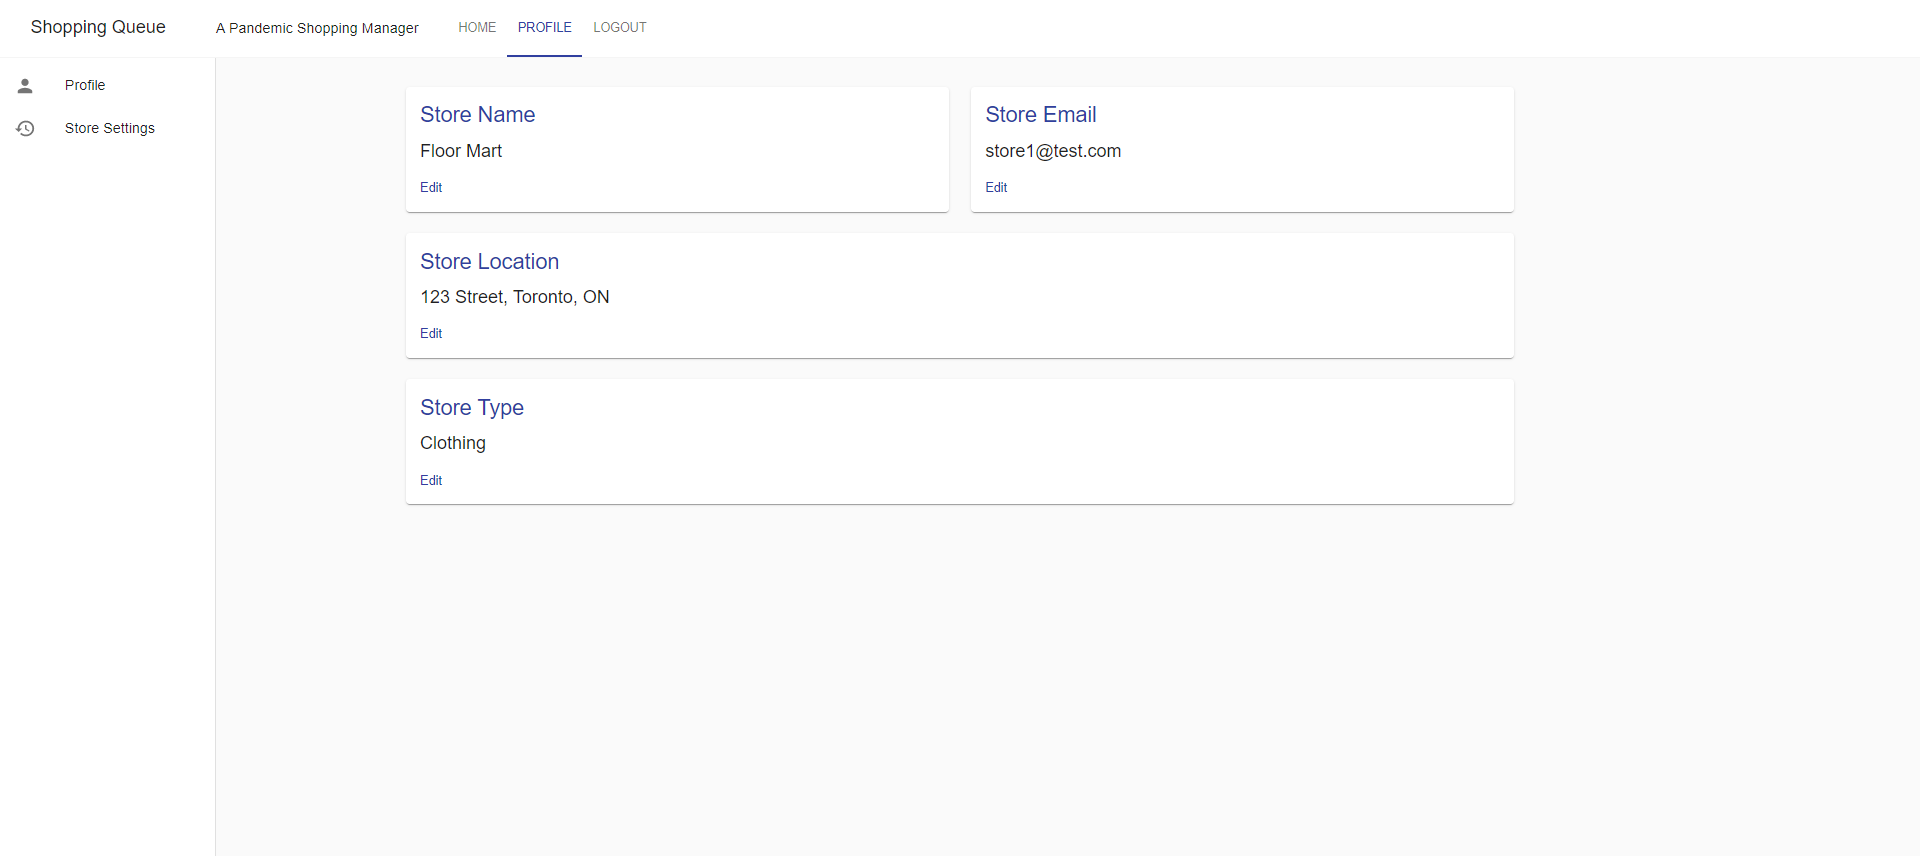 Shopping Queue
A Pandemic Shopping Manager
HOME
PROFILE
LOGOUT
Profile
Store Settings
Store Name
Floor Mart
Edit
Store Email
store1@test.com
Edit
Store Location
123 Street, Toronto, ON
Edit
Store Type
Clothing
Edit